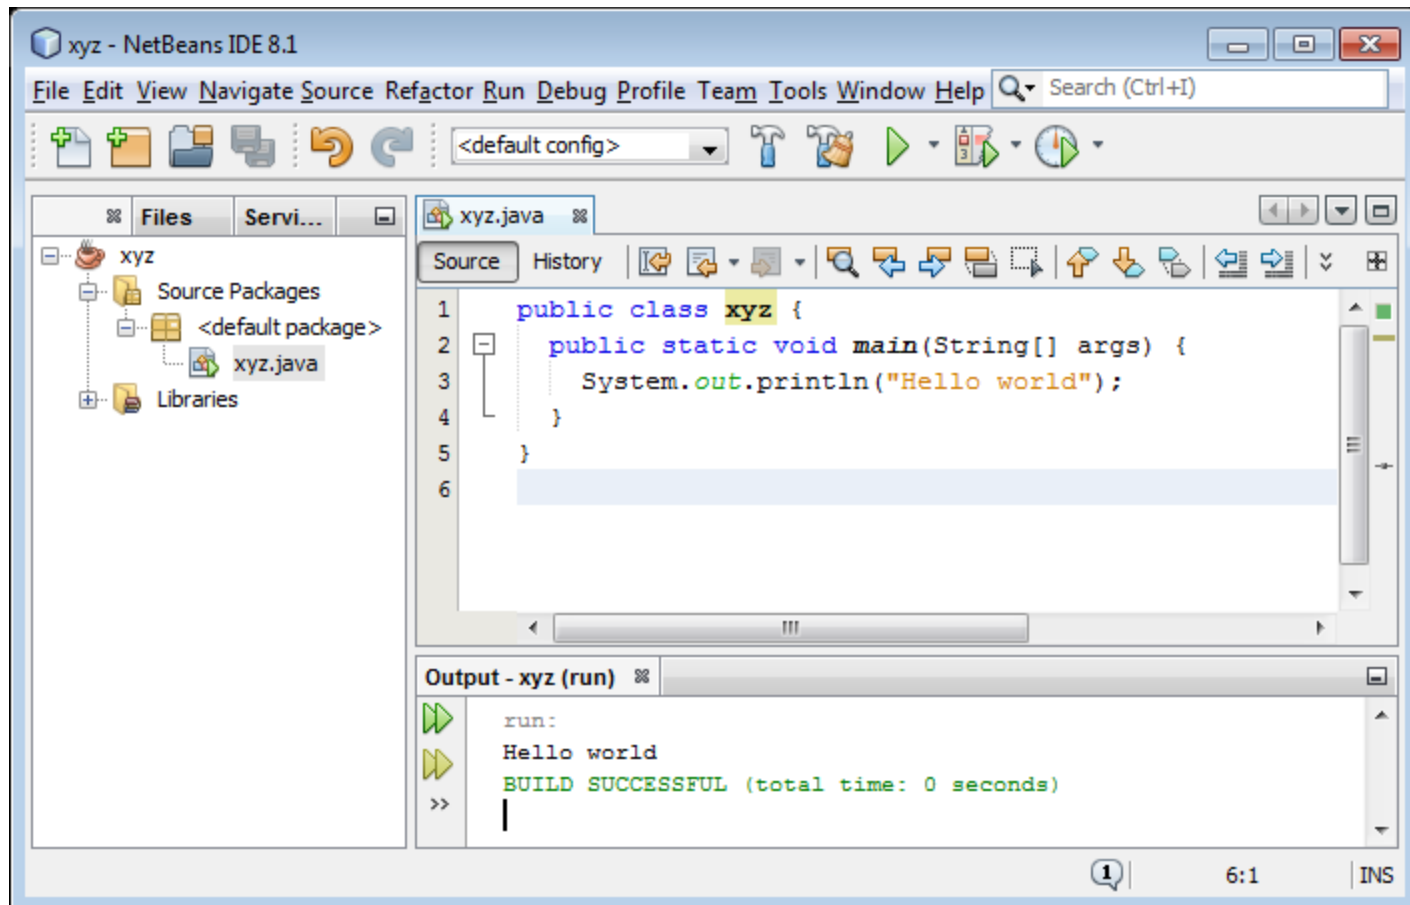 xyz - NetBeans IDE 8.1
File Edit View Navigate Source Refactor Run Debug Profile Team Tools Window Help Search (Ctrl+I)
<default config>
Files Servi...
xyz
Source Packages
<default package>
xyz.java
Libraries
xyz.java
Source History
1 public class xyz {
2 public static void main(String[] args) {
3 System.out.println("Hello world");
4 }
5 }
6
Output - xyz (run)
run:
Hello world
BUILD SUCCESSFUL (total time: 0 seconds)
>>
1 6:1 INS